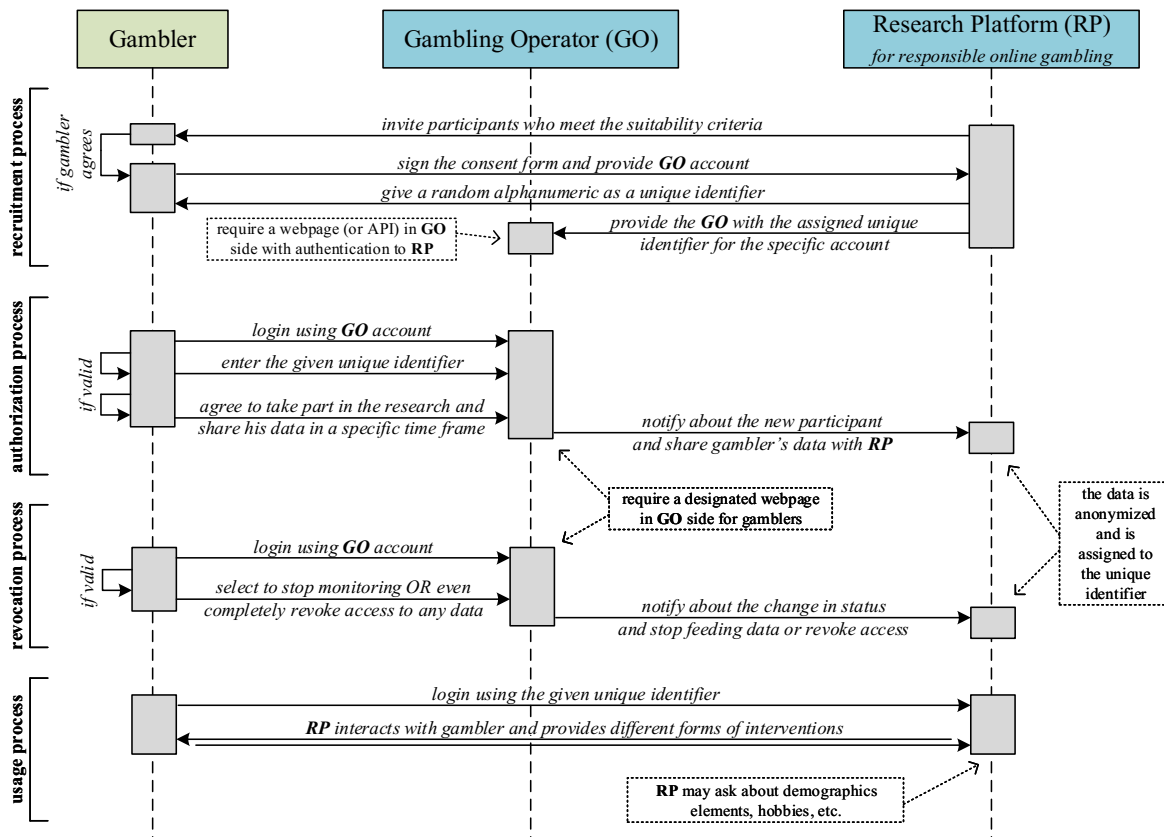 Gambler
Gambling Operator (GO)
Research Platform (RP)
for responsible online gambling
recruitment process
if gambler
agrees
invite participants who meet the suitability criteria
sign the consent form and provide GO account
give a random alphanumeric as a unique identifier
require a webpage (or API) in GO
side with authentication to RP
provide the GO with the assigned unique
identifier for the specific account
authorization process
if valid
if valid
login using GO account
enter the given unique identifier
agree to take part in the research and
share his data in a specific time frame
notify about the new participant
and share gambler's data with RP
require a designated webpage
in GO side for gamblers
the data is
anonymized
and is
assigned to
the unique
identifier
revocation process
if valid
login using GO account
select to stop monitoring OR even
completely revoke access to any data
notify about the change in status
and stop feeding data or revoke access
usage process
login using the given unique identifier
RP interacts with gambler and provides different forms of interventions
RP may ask about demographics
elements, hobbies, etc.